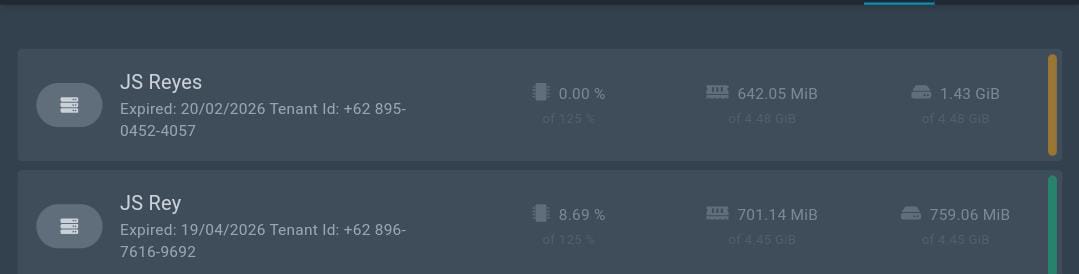 JS Reyes
Expired: 20/02/2026 Tenant Id: +62 895-
0452-4057
0.00 %
of 125 %
642.05 MiB
of 4.48 GiB
1.43 GiB
of 4.48 GiB
JS Rey
Expired: 19/04/2026 Tenant Id: +62 896-
7616-9692
8.69 %
of 125 %
701.14 MiB
of 4.45 GiB
759.06 MiB
of 4.45 GiB